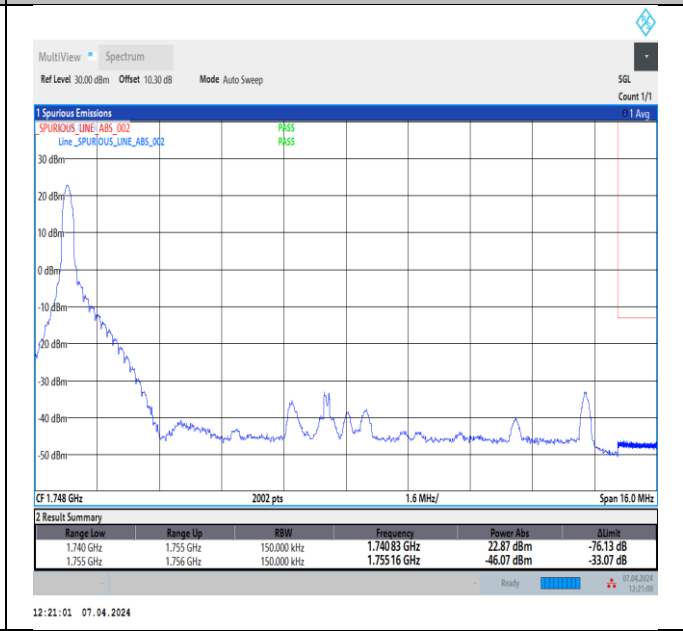 MultiView Spectrum
Ref Level 30.00 dBm Offset 10.30 dB Mode Auto Sweep SGL
Count 1/1
1 Spurious Emissions 1 Avg
_SPURIOUS_LINE_ABS_002 PASS
Line _SPURIOUS_LINE_ABS_002 PASS
30 dBm
20 dBm
10 dBm
0 dBm
-10 dBm
-20 dBm
-30 dBm
-40 dBm
-50 dBm
CF 1.748 GHz 2002 pts 1.6 MHz/ Span 16.0 MHz
2 Result Summary
Range Low Range Up RBW Frequency Power Abs ΔLimit
1.740 GHz 1.755 GHz 150.000 kHz 1.74083 GHz 22.87 dBm -76.13 dB
1.755 GHz 1.756 GHz 150.000 kHz 1.75516 GHz -46.07 dBm -33.07 dB
Ready 07.04.2024
12:21:00
12:21:01 07.04.2024